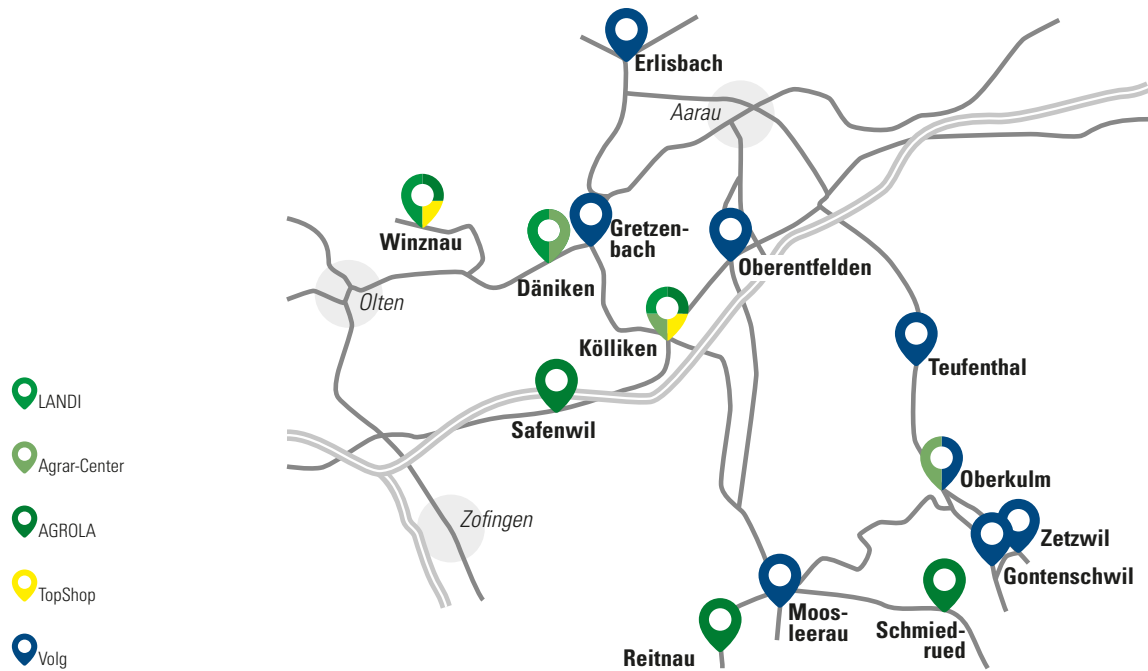 Erlisbach
Aarau
Winznau
Gretzen-
bach
Däniken
Oberentfelden
Olten
Kölliken
Teufenthal
LANDI
Safenwil
Agrar-Center
Oberkulm
AGROLA
Zofingen
Zetzwil
Gontenschwil
TopShop
Moos-
leerau
Schmied-
rued
Reitnau
Volg